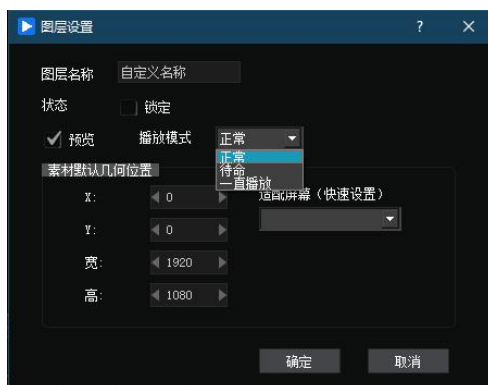 图层设置 ?
图层名称 自定义名称
状态 锁定
预览 播放模式 正常
正常
待命
一直播放
素材默认几何位置
适配屏幕（快速设置）
X: 0
Y: 0
宽: 1920
高: 1080
确定 取消